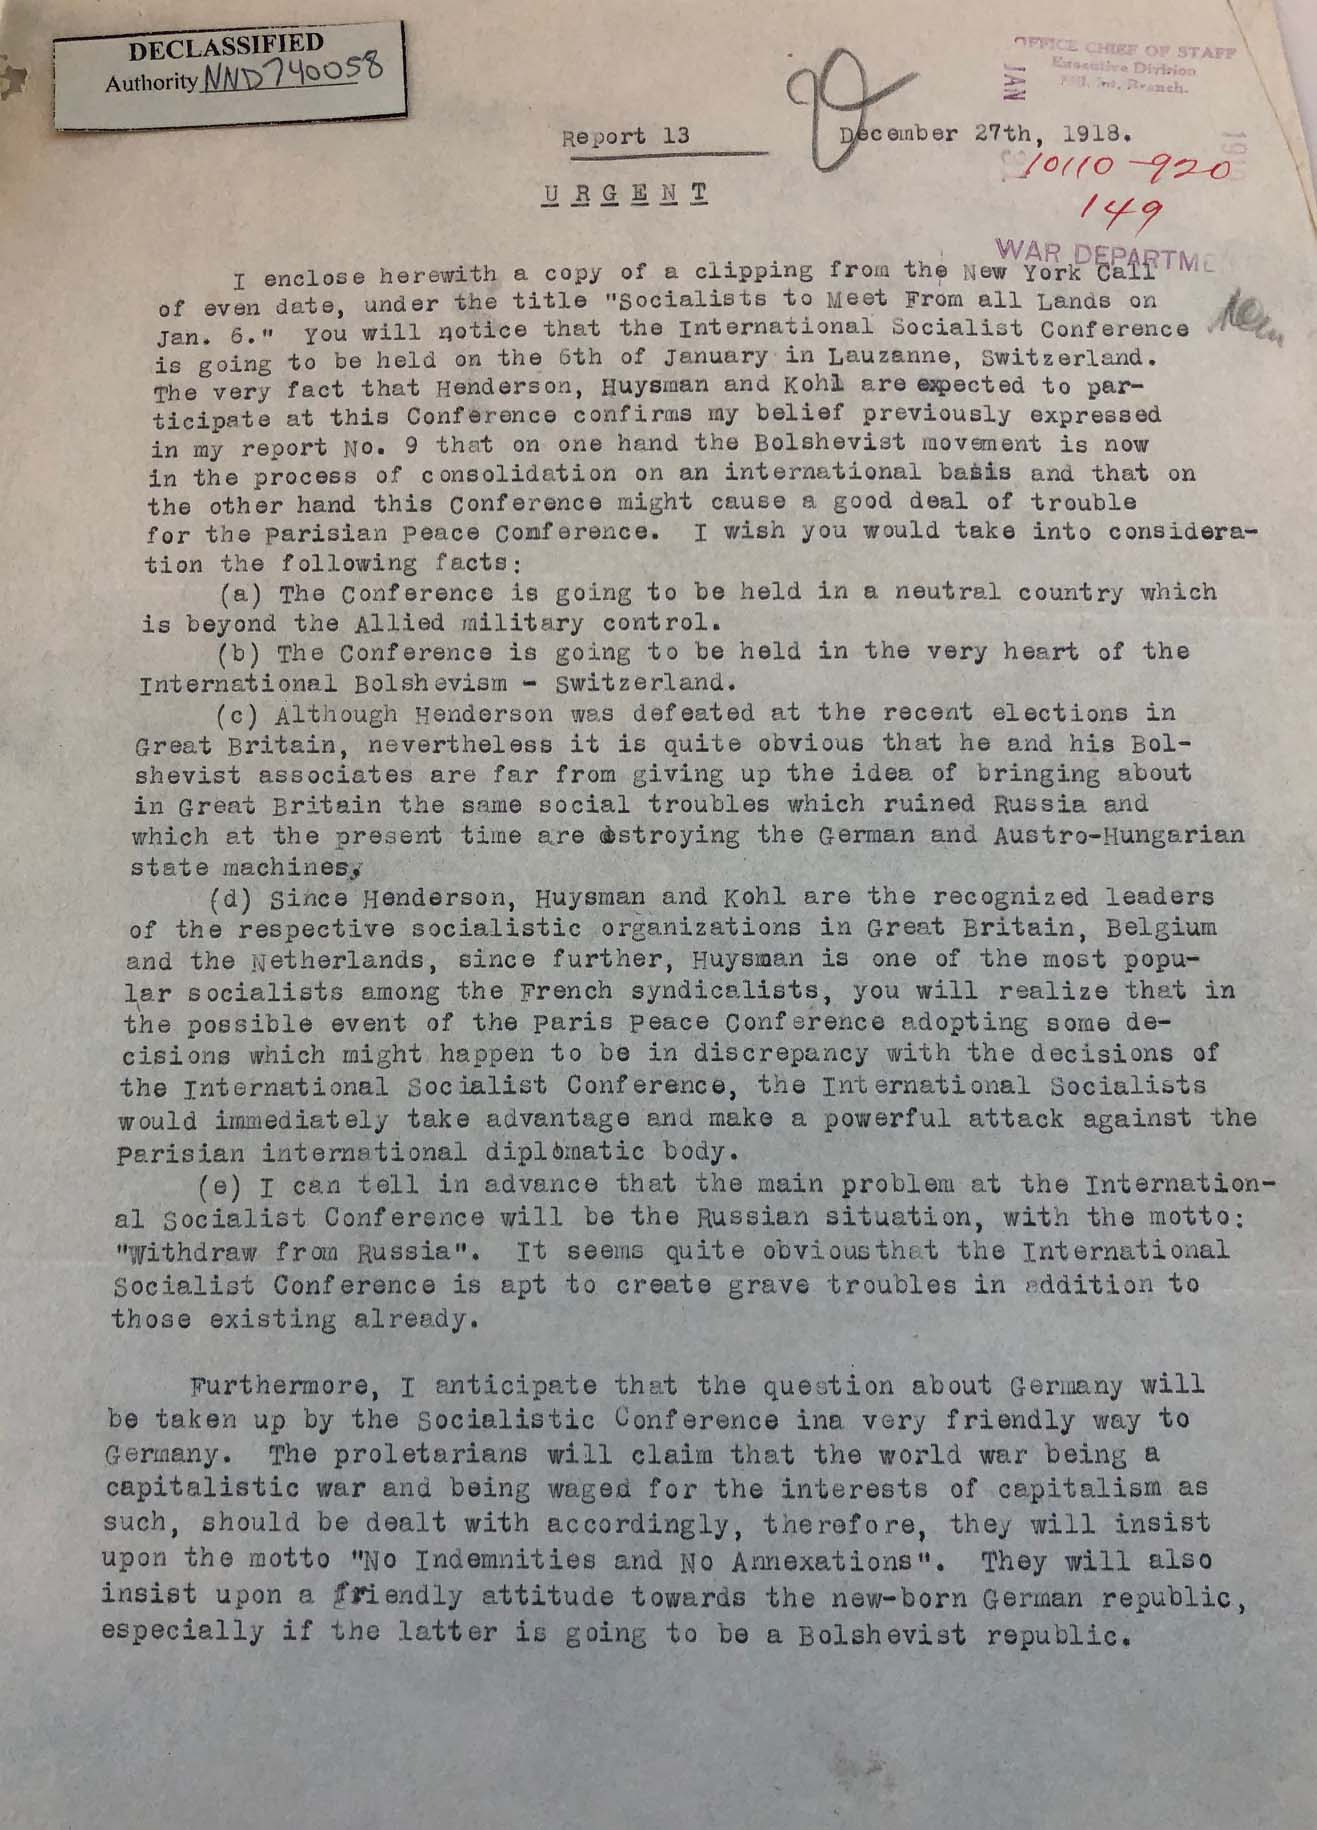 DECLASSIFIED
Authority NND740058
OFFICE CHIEF OF STAFF
Executive Division
Mil. Int. Branch.
JAN
Report 13
December 27th, 1918.
10110-920
149
URGENT
WAR DEPARTME
I enclose herewith a copy of a clipping from the New York Call
of even date, under the title "Socialists to Meet From all Lands on
Jan. 6." You will notice that the International Socialist Conference
is going to be held on the 6th of January in Lauzanne, Switzerland.
The very fact that Henderson, Huysman and Kohl are expected to par-
ticipate at this Conference confirms my belief previously expressed
in my report No. 9 that on one hand the Bolshevist movement is now
in the process of consolidation on an international basis and that on
the other hand this Conference might cause a good deal of trouble
for the Parisian Peace Conference. I wish you would take into considera-
tion the following facts:
(a) The Conference is going to be held in a neutral country which
is beyond the Allied military control.
(b) The Conference is going to be held in the very heart of the
International Bolshevism - Switzerland.
(c) Although Henderson was defeated at the recent elections in
Great Britain, nevertheless it is quite obvious that he and his Bol-
shevist associates are far from giving up the idea of bringing about
in Great Britain the same social troubles which ruined Russia and
which at the present time are dstroying the German and Austro-Hungarian
state machines.
(d) Since Henderson, Huysman and Kohl are the recognized leaders
of the respective socialistic organizations in Great Britain, Belgium
and the Netherlands, since further, Huysman is one of the most popu-
lar socialists among the French syndicalists, you will realize that in
the possible event of the Paris Peace Conference adopting some de-
cisions which might happen to be in discrepancy with the decisions of
the International Socialist Conference, the International Socialists
would immediately take advantage and make a powerful attack against the
Parisian international diplomatic body.
(e) I can tell in advance that the main problem at the Internation-
al Socialist Conference will be the Russian situation, with the motto:
"Withdraw from Russia". It seems quite obviousthat the International
Socialist Conference is apt to create grave troubles in addition to
those existing already.
Furthermore, I anticipate that the question about Germany will
be taken up by the Socialistic Conference ina very friendly way to
Germany. The proletarians will claim that the world war being a
capitalistic war and being waged for the interests of capitalism as
such, should be dealt with accordingly, therefore, they will insist
upon the motto "No Indemnities and No Annexations". They will also
insist upon a friendly attitude towards the new-born German republic,
especially if the latter is going to be a Bolshevist republic.